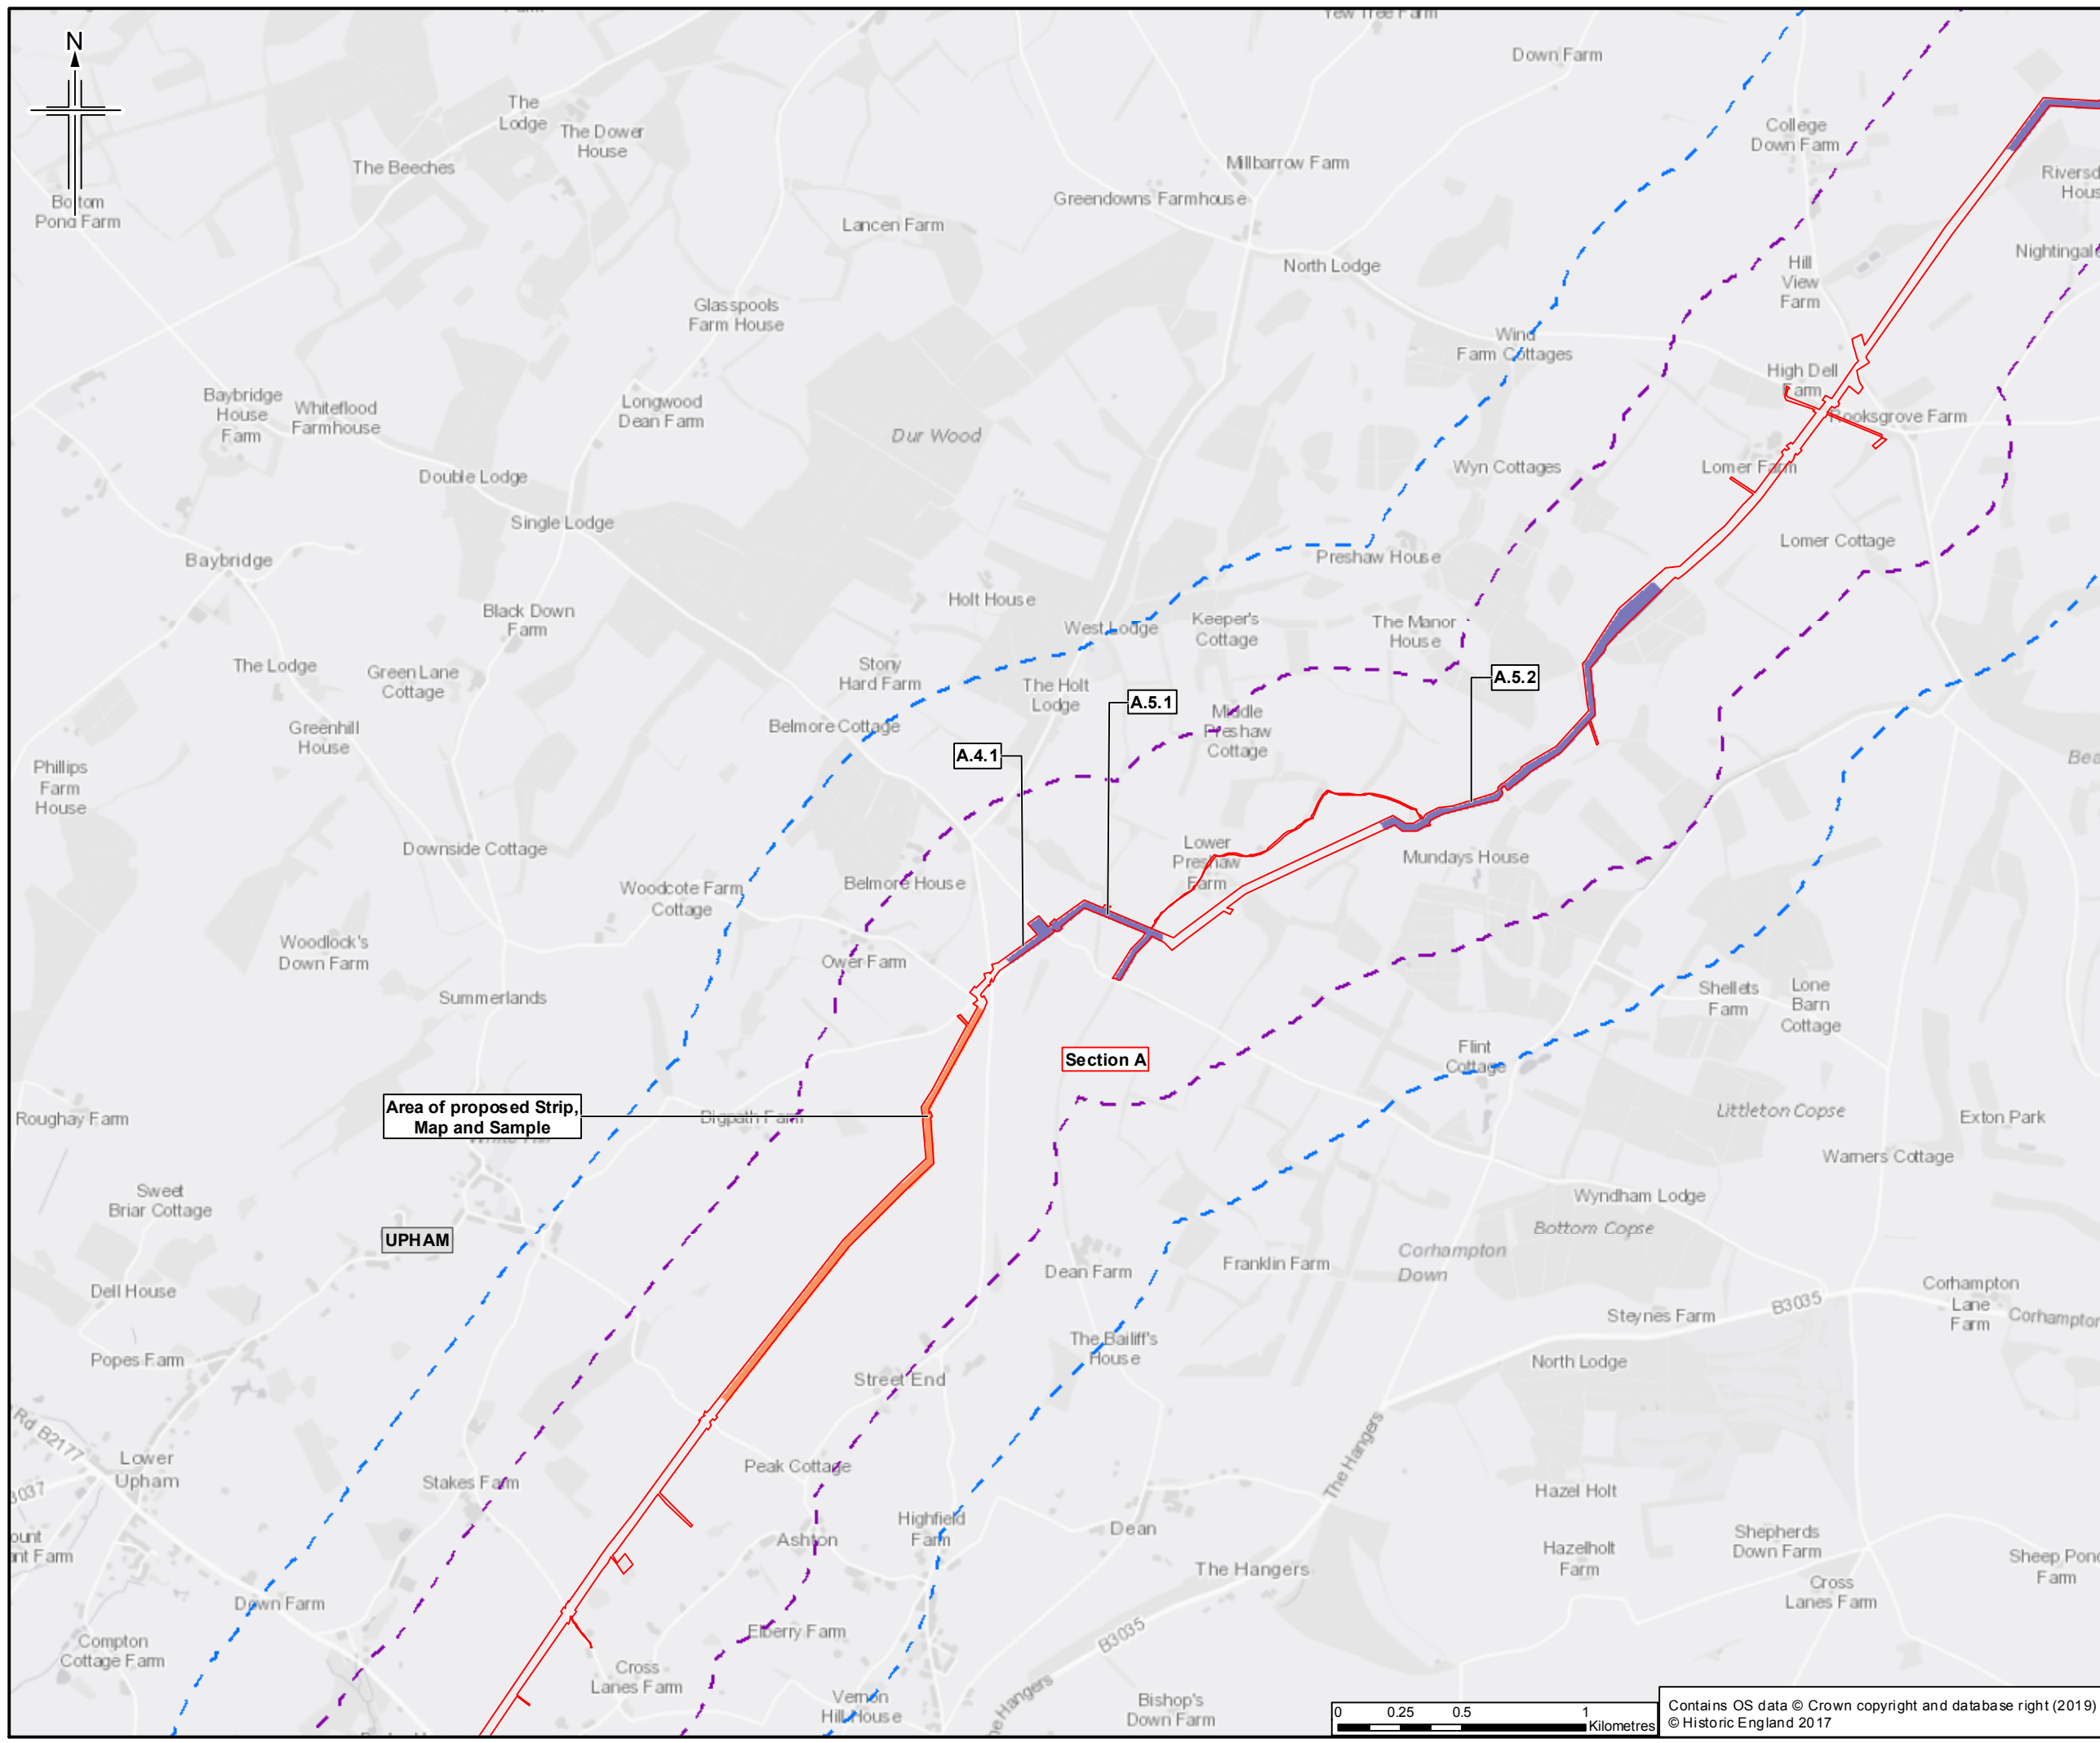 Yew Tree Farm
N
Down Farm
The
Lodge
The Dower
House
College
Down Farm
The Beeches
Millbarrow Farm
Greendowns Farmhouse
Bottom
Pond Farm
Lancen Farm
North Lodge
Hill
View
Farm
Glasspools
Farm House
Wind
Farm Cottages
High Dell
Farm
Baybridge
House
Farm
Whiteflood
Farmhouse
Longwood
Dean Farm
Rooksgrove Farm
Dur Wood
Double Lodge
Wyn Cottages
Lomer Farm
Single Lodge
Lomer Cottage
Baybridge
Preshaw House
Holt House
Black Down
Farm
West Lodge
Keeper's
Cottage
The Manor
House
The Lodge
Green Lane
Cottage
Stony
Hard Farm
A.5.2
The Holt
Lodge
A.5.1
Greenhill
House
Belmore Cottage
Middle
Preshaw
Cottage
A.4.1
Phillips
Farm
House
Downside Cottage
Lower
Preshaw
Farm
Mundays House
Woodcote Farm
Cottage
Belmore House
Woodlock's
Down Farm
Ower Farm
Summerlands
Shellets
Farm
Lone
Barn
Cottage
Section A
Flint
Cottage
Roughay Farm
Area of proposed Strip,
Map and Sample
Bigpath Farm
Littleton Copse
Exton Park
Warners Cottage
Sweet
Briar Cottage
Wyndham Lodge
UPHAM
Bottom Copse
Dean Farm
Franklin Farm
Corhampton
Down
Dell House
Corhampton
Lane
Farm
B3035
Steynes Farm
Corhampton
Popes Farm
The Bailiff's
House
North Lodge
Street End
Rd B2177
Lower
Upham
Stakes Farm
Peak Cottage
The Hangers
Hazel Holt
3037
Highfield
Farm
Dean
Ashton
Shepherds
Down Farm
Hazelholt
Farm
The Hangers
Cross
Lanes Farm
Down Farm
Elberry Farm
B3035
Compton
Cottage Farm
Cross
Lanes Farm
Vernon
Hill House
Bishop's
Down Farm
0 0.25 0.5 1
Kilometres
Contains OS data © Crown copyright and database right (2019)
© Historic England 2017